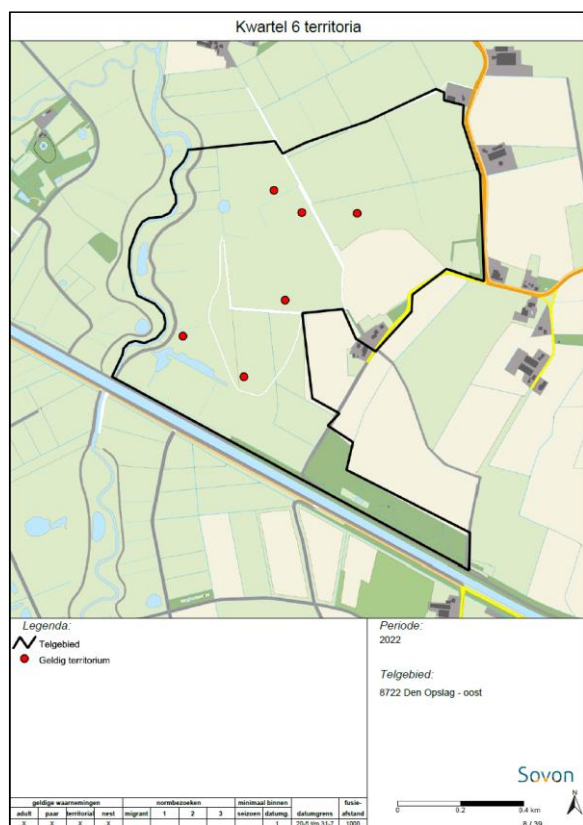 Kwartel 6 territoria
Legenda:
Telgebied
Geldig territorium
Periode:
2022
Telgebied:
8722 Den Opslag - oost
Sovon
0 0.2 0.4 km
N
8 / 39
geldige waarnemingen normbezoeken minimaal binnen fusie-
adult paar territoriaal nest migrant 1 2 3 seizoen datumg. datumgrens afstand
X X X X 1 20-5 t/m 31-7 1000